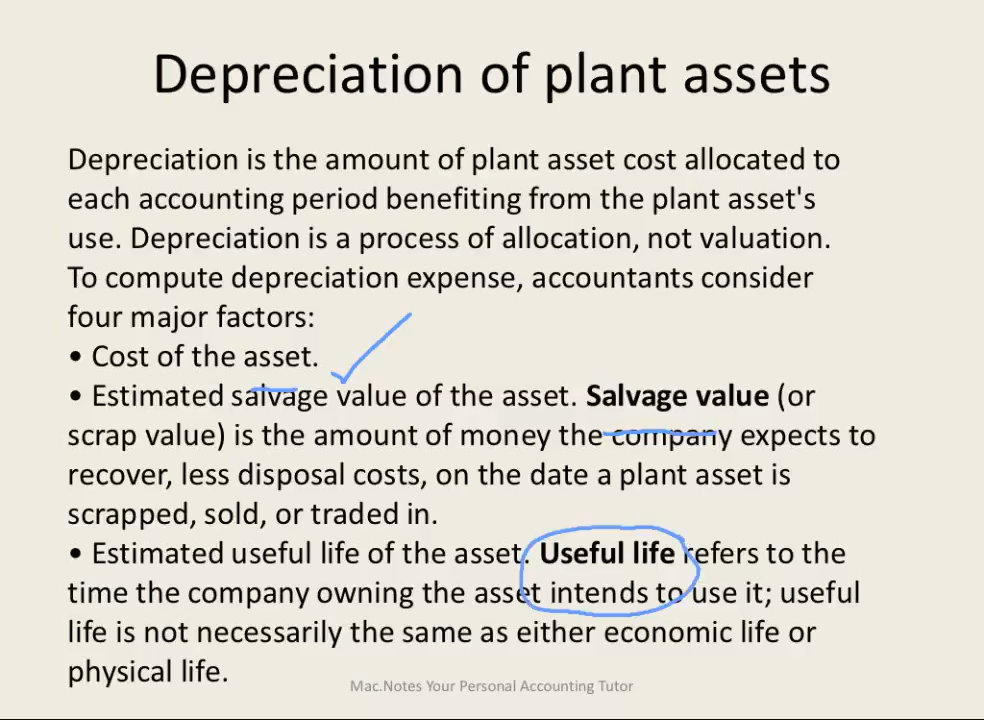 Depreciation of plant assets
Depreciation is the amount of plant asset cost allocated to
each accounting period benefiting from the plant asset's
use. Depreciation is a process of allocation, not valuation.
To compute depreciation expense, accountants consider
four major factors:
• Cost of the asset.
• Estimated salvage value of the asset. Salvage value (or
scrap value) is the amount of money the company expects to
recover, less disposal costs, on the date a plant asset is
scrapped, sold, or traded in.
• Estimated useful life of the asset. Useful life refers to the
time the company owning the asset intends to use it; useful
life is not necessarily the same as either economic life or
physical life.
Mac.Notes Your Personal Accounting Tutor